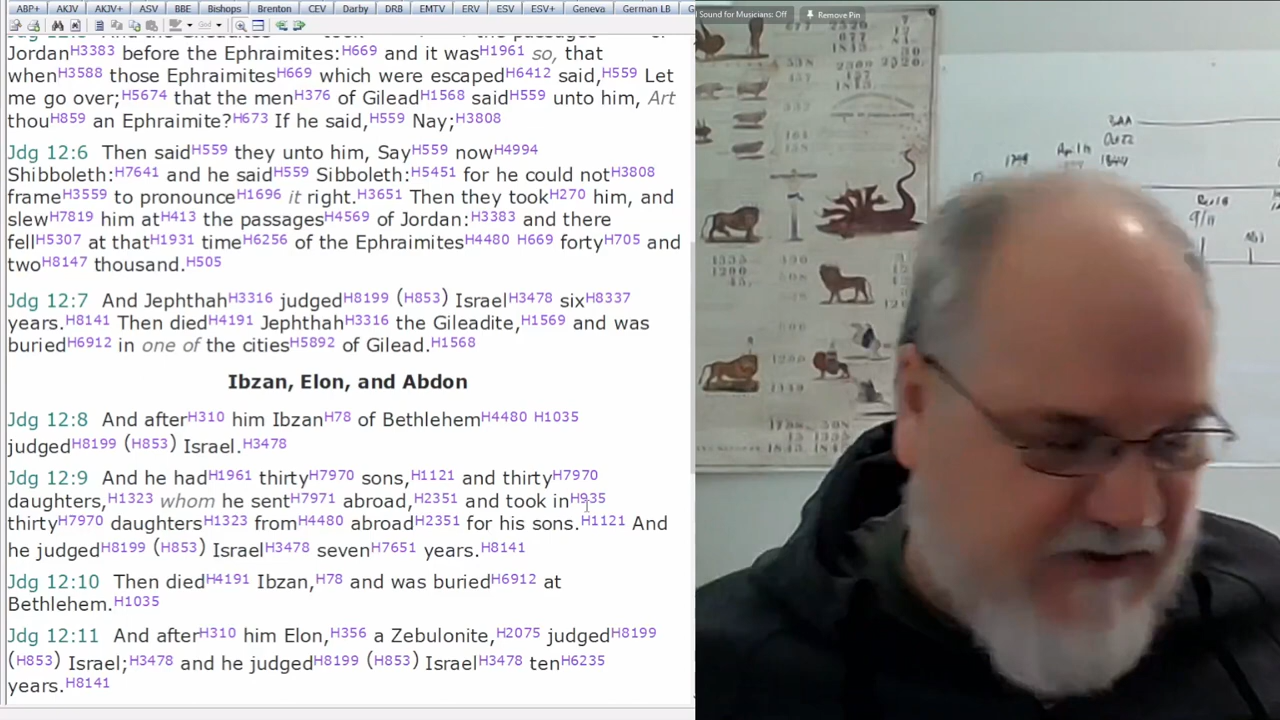 ABP+ AKJV AKJV+ ASV BBE Bishops Brenton CEV Darby DRB EMTV ERV ESV ESV+ Geneva German LB
l Sound for Musicians: Off Remove Pin
Jordan H3383 before the Ephraimites: H669 and it was H1961 so, that
when H3588 those Ephraimites H669 which were escaped H6412 said, H559 Let
me go over; H5674 that the men H376 of Gilead H1568 said H559 unto him, Art
thou H859 an Ephraimite? H673 If he said, H559 Nay; H3808
Jdg 12:6 Then said H559 they unto him, Say H559 now H4994
Shibboleth: H7641 and he said H559 Sibboleth: H5451 for he could not H3808
frame H3559 to pronounce H1696 it right. H3651 Then they took H270 him, and
slew H7819 him at H413 the passages H4569 of Jordan: H3383 and there
fell H5307 at that H1931 time H6256 of the Ephraimites H4480 H669 forty H705 and
two H8147 thousand. H505
Jdg 12:7 And Jephthah H3316 judged H8199 (H853) Israel H3478 six H8337
years. H8141 Then died H4191 Jephthah H3316 the Gileadite, H1569 and was
buried H6912 in one of the cities H5892 of Gilead. H1568
Ibzan, Elon, and Abdon
Jdg 12:8 And after H310 him Ibzan H78 of Bethlehem H4480 H1035
judged H8199 (H853) Israel. H3478
Jdg 12:9 And he had H1961 thirty H7970 sons, H1121 and thirty H7970
daughters, H1323 whom he sent H7971 abroad, H2351 and took in H935
thirty H7970 daughters H1323 from H4480 abroad H2351 for his sons. H1121 And
he judged H8199 (H853) Israel H3478 seven H7651 years. H8141
Jdg 12:10 Then died H4191 Ibzan, H78 and was buried H6912 at
Bethlehem. H1035
Jdg 12:11 And after H310 him Elon, H356 a Zebulonite, H2075 judged H8199
(H853) Israel; H3478 and he judged H8199 (H853) Israel H3478 ten H6235
years. H8141
9/11